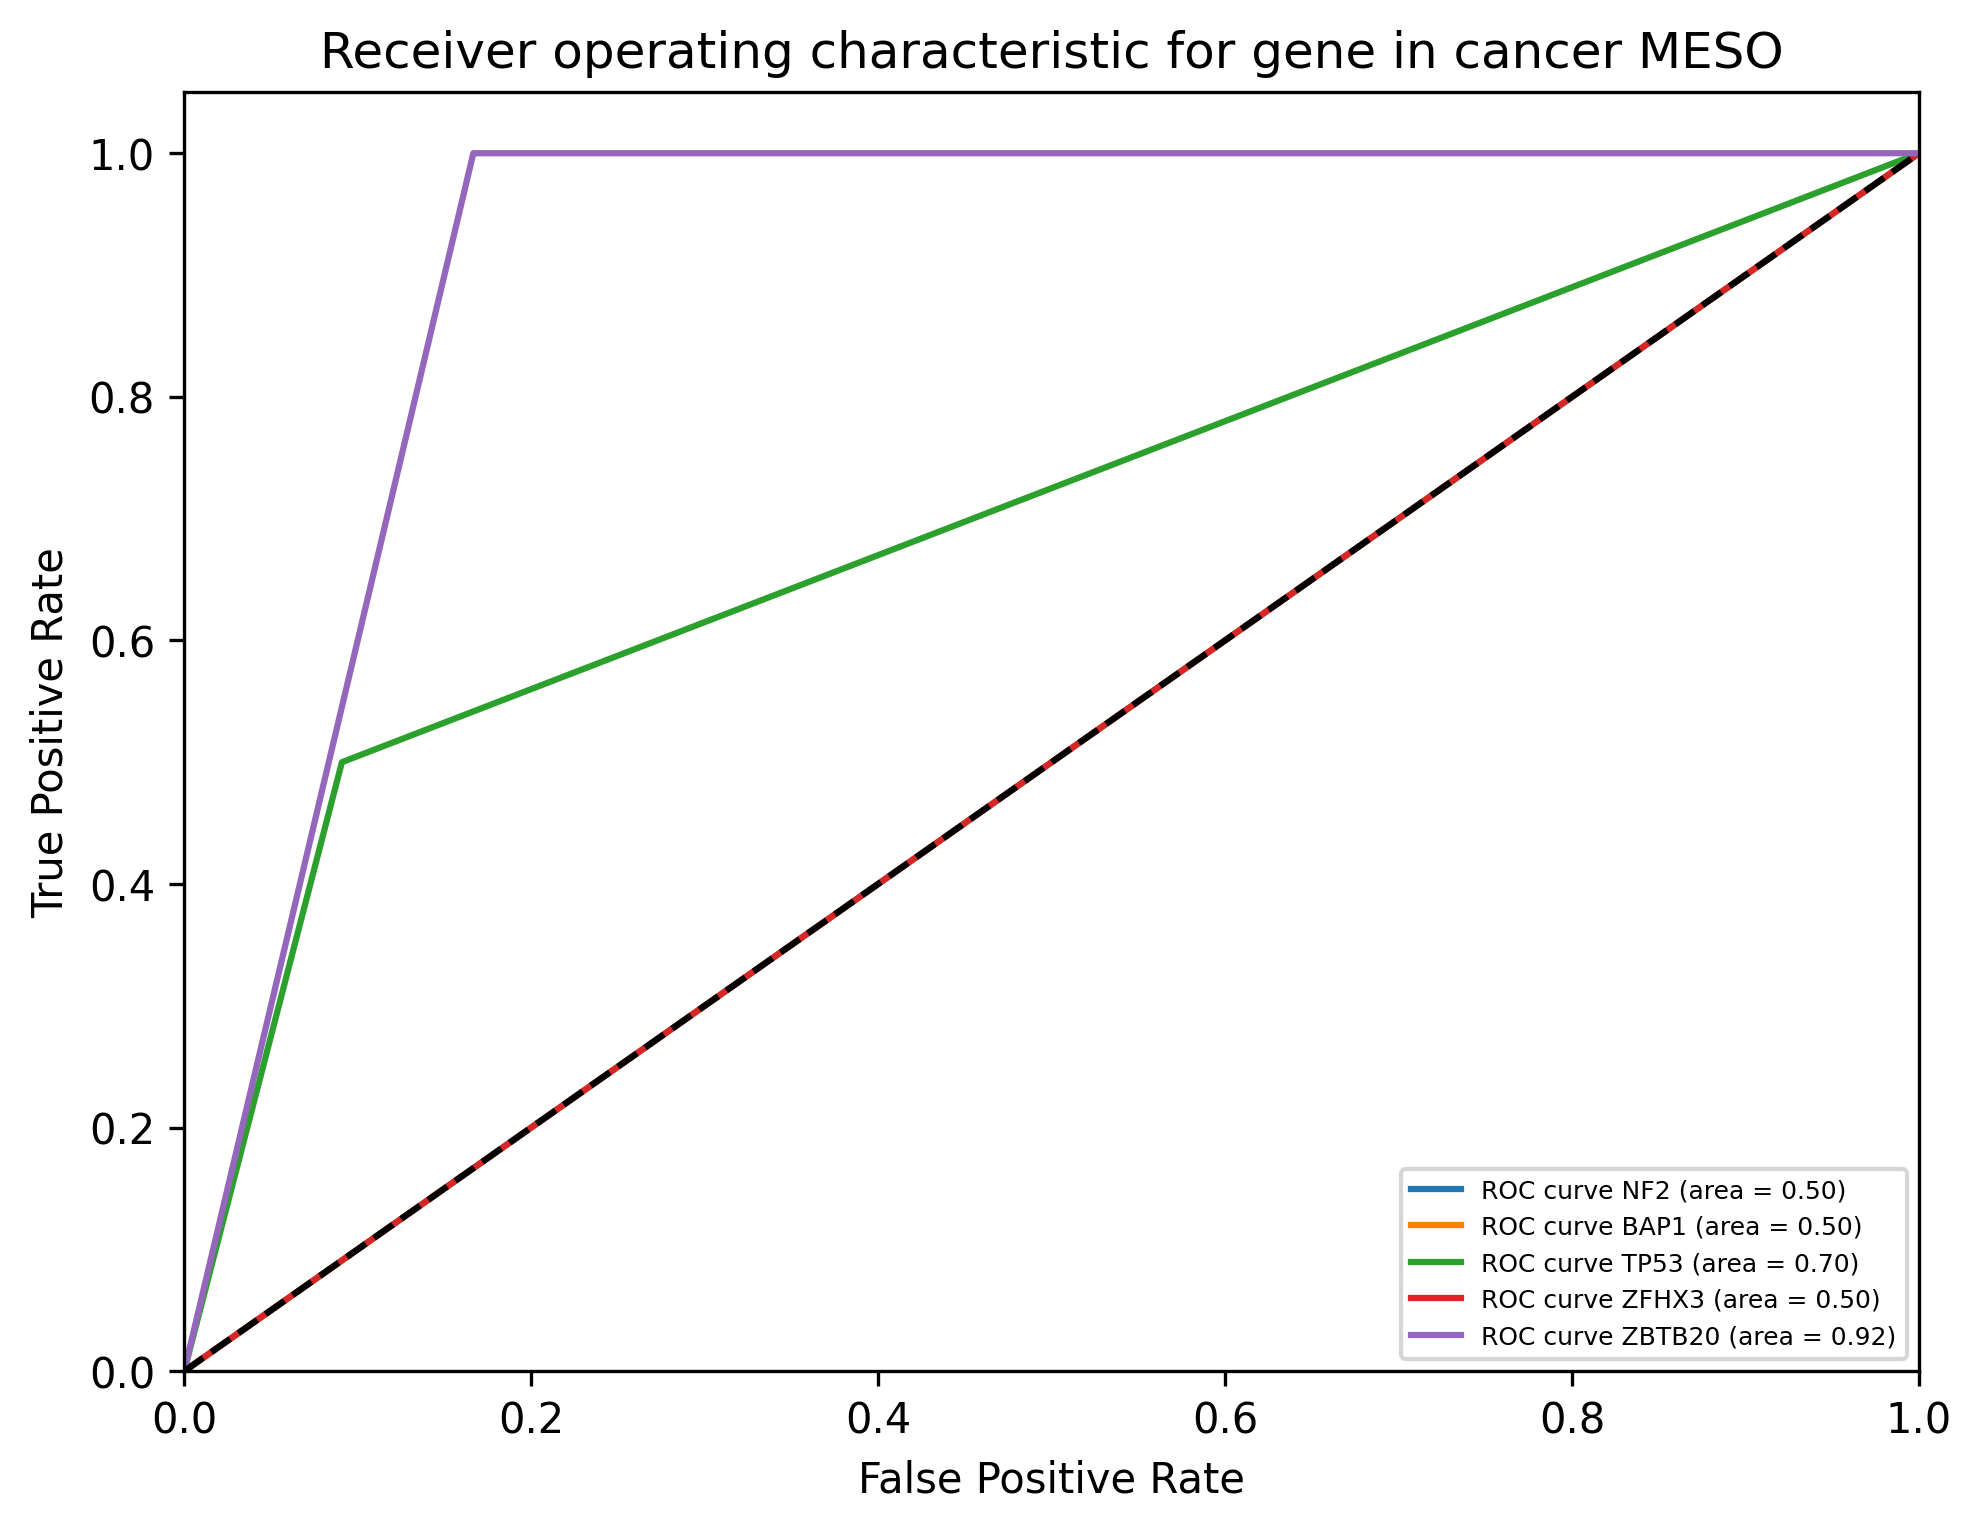 Receiver operating characteristic for gene in cancer MESO
True Positive Rate
1.0
0.8
0.6
0.4
0.2
0.0
0.0 0.2 0.4 0.6 0.8 1.0
False Positive Rate
ROC curve NF2 (area = 0.50)
ROC curve BAP1 (area = 0.50)
ROC curve TP53 (area = 0.70)
ROC curve ZFHX3 (area = 0.50)
ROC curve ZBTB20 (area = 0.92)